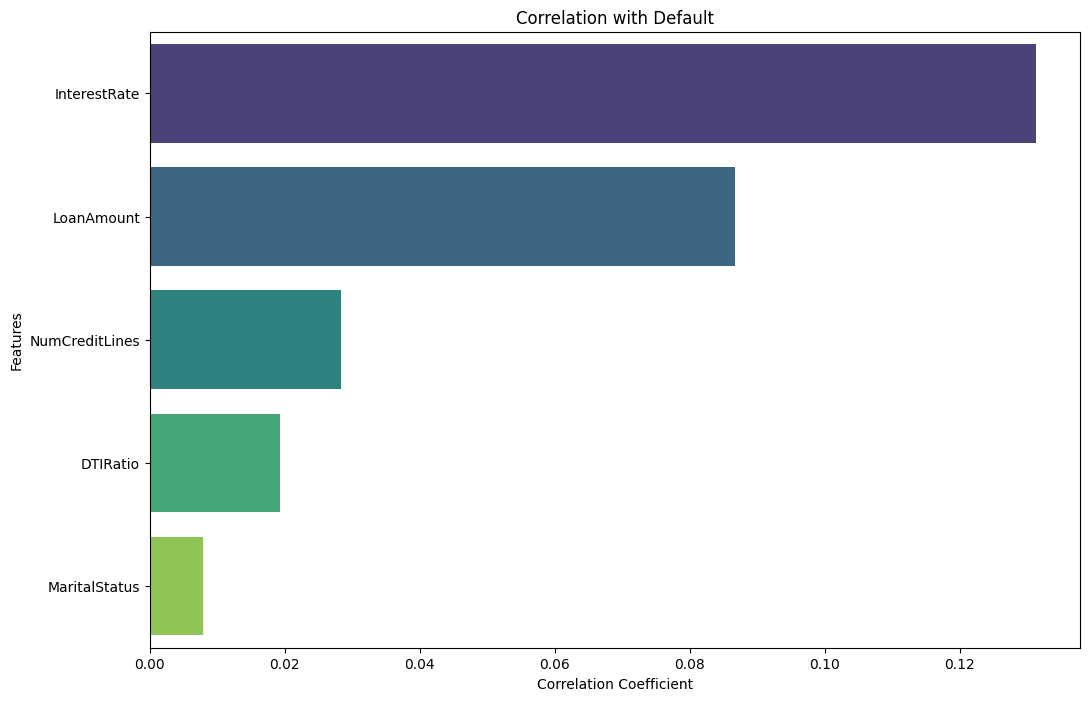 Correlation with Default
Features
InterestRate
LoanAmount
NumCreditLines
DTIRatio
MaritalStatus
0.00 0.02 0.04 0.06 0.08 0.10 0.12
Correlation Coefficient